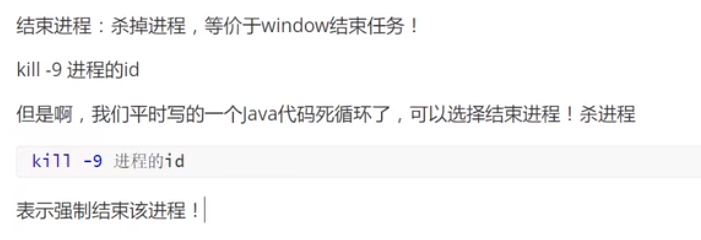 结束进程：杀掉进程，等价于window结束任务！
kill -9 进程的id
但是啊，我们平时写的一个Java代码死循环了，可以选择结束进程！杀进程
kill -9 进程的id
表示强制结束该进程！